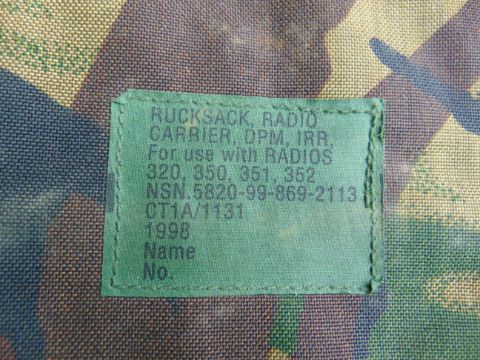 RUCKSACK, RADIO
CARRIER, DPM, IRR,
For use with RADIOS
320, 350, 351, 352
NSN.5820-99-869-2113
CT1A/1131
1998
Name
No.